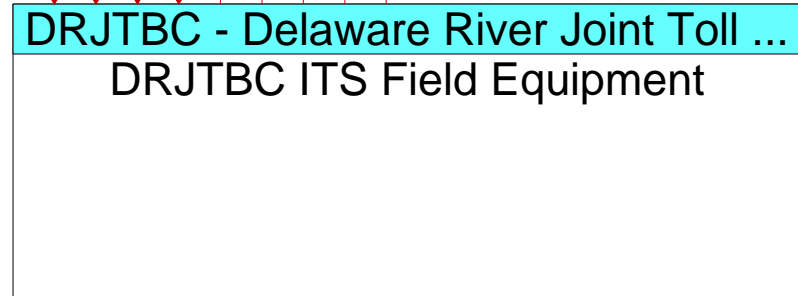 DRJTBC - Delaware River Joint Toll ...
DRJTBC ITS Field Equipment